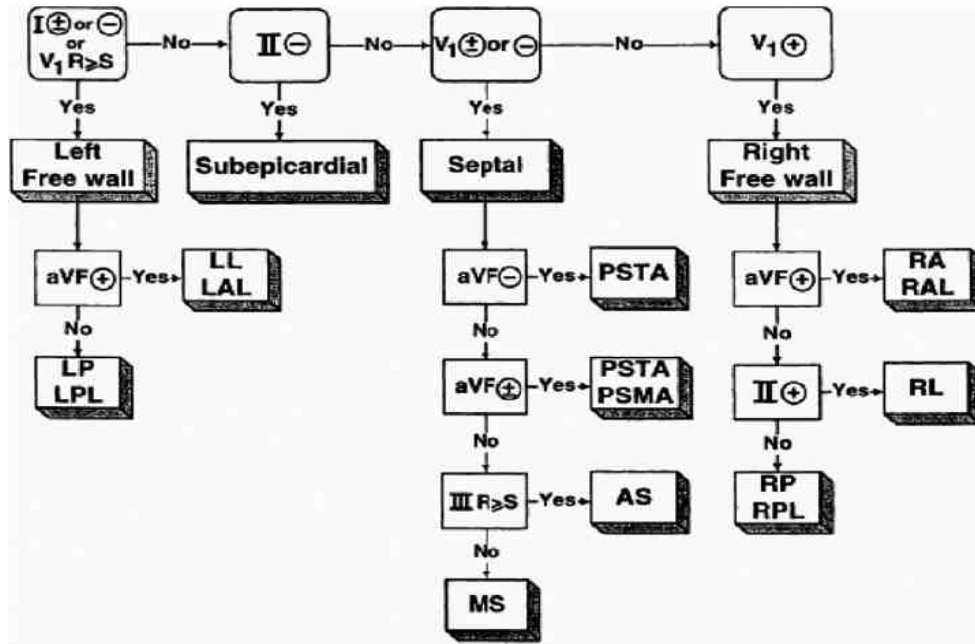 I ⊕ or ⊖
or
V₁ R≥S
No
II ⊖
No
V₁ ± or ⊖
No
V₁ ⊕
Yes
Yes
Yes
Yes
Left
Free wall
Subepicardial
Septal
Right
Free wall
aVF ⊕
Yes
LL
LAL
aVF ⊖
Yes
PSTA
aVF ⊕
Yes
RA
RAL
No
No
No
LP
LPL
aVF ±
Yes
PSTA
PSMA
II ⊕
Yes
RL
No
No
III R≥S
Yes
AS
RP
RPL
No
MS